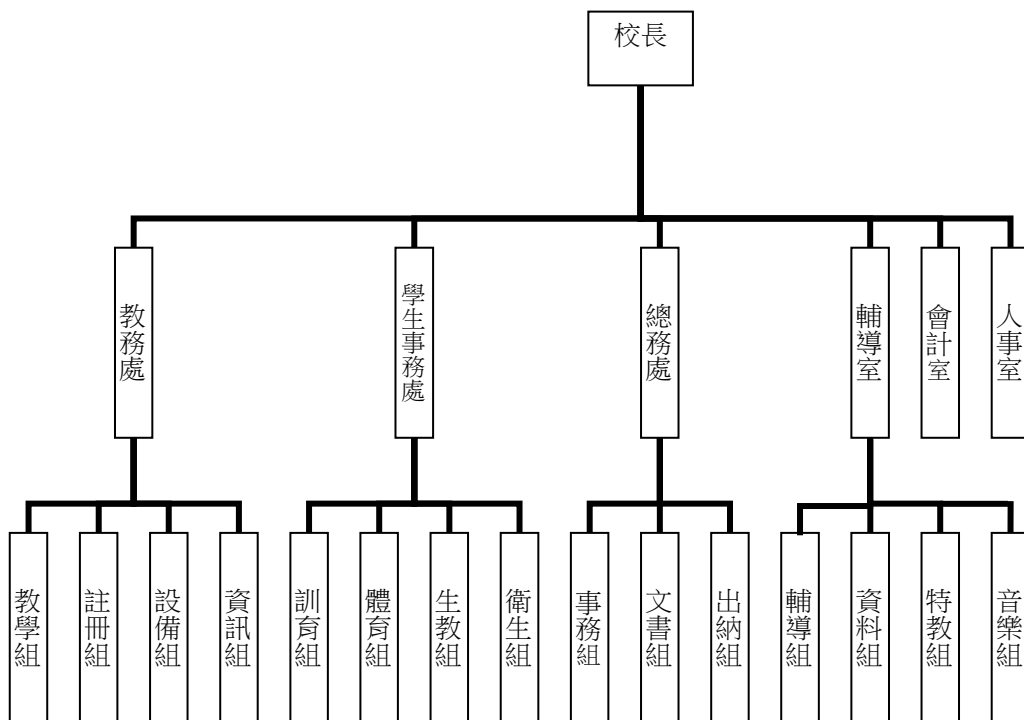 校長
教務處
學生事務處
總務處
輔導室
會計室
人事室
教學組
註冊組
設備組
資訊組
訓育組
體育組
生教組
衛生組
事務組
文書組
出納組
輔導組
資料組
特教組
音樂組